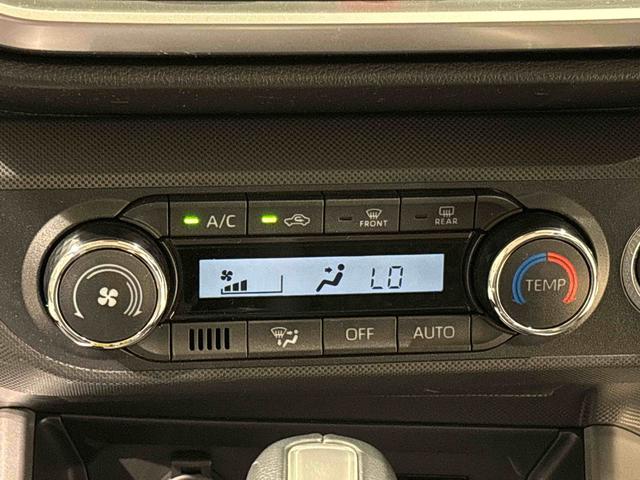 A/C
FRONT
REAR
LO
TEMP
OFF
AUTO